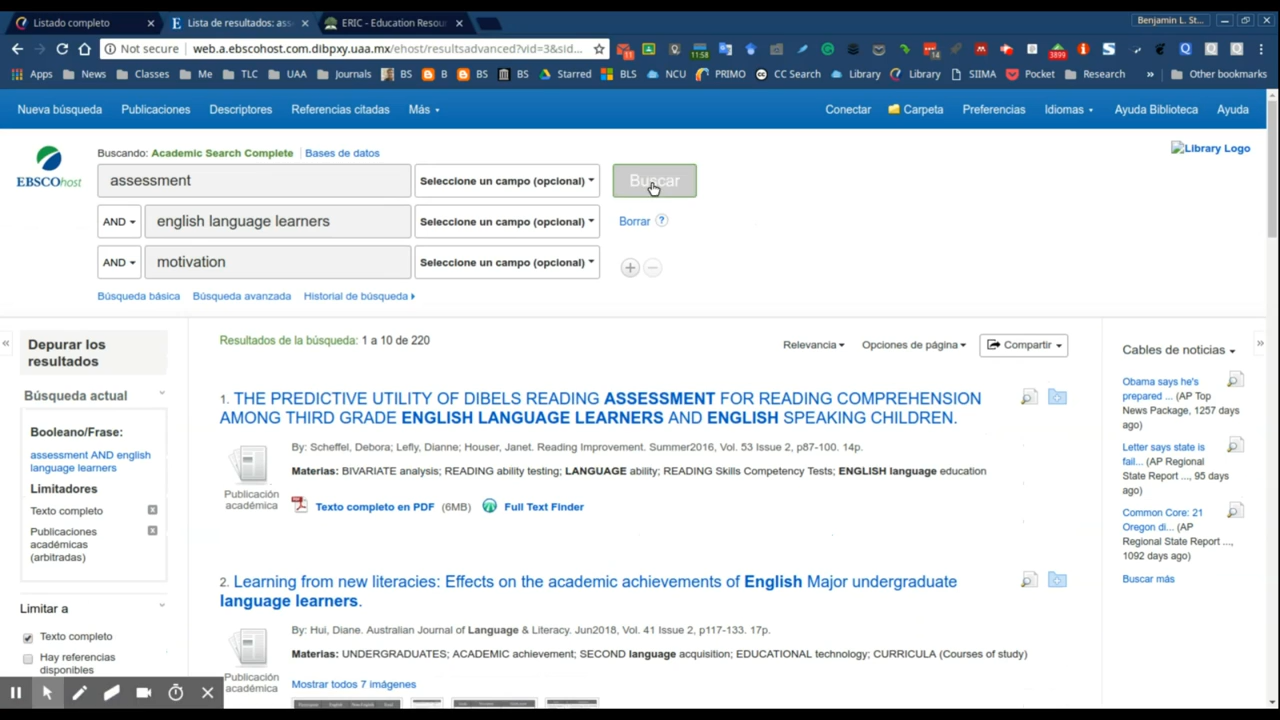 Listado completo
Lista de resultados: ass
ERIC - Education Resour
Benjamin L. St...
Not secure
web.a.ebscohost.com.dibpxy.uaa.mx/ehost/resultsadvanced?vid=3&sid...
11
11:58
14
3899
Apps
News
Classes
Me
TLC
UAA
Journals
BS
B
BS
BS
Starred
BLS
NCU
PRIMO
CC Search
Library
Library
SIIMA
Pocket
Research
»
Other bookmarks
Nueva búsqueda
Publicaciones
Descriptores
Referencias citadas
Más
Conectar
Carpeta
Preferencias
Idiomas
Ayuda Biblioteca
Ayuda
EBSCOhost
Buscando: Academic Search Complete
Bases de datos
Library Logo
assessment
Seleccione un campo (opcional)
Buscar
AND
english language learners
Seleccione un campo (opcional)
Borrar
?
AND
motivation
Seleccione un campo (opcional)
Búsqueda básica
Búsqueda avanzada
Historial de búsqueda
«
Depurar los
resultados
Búsqueda actual
Booleano/Frase:
assessment AND english
language learners
Limitadores
Texto completo
Publicaciones
académicas
(arbitradas)
Limitar a
Texto completo
Hay referencias
disponibles
Resultados de la búsqueda: 1 a 10 de 220
Relevancia
Opciones de página
Compartir
1. THE PREDICTIVE UTILITY OF DIBELS READING ASSESSMENT FOR READING COMPREHENSION
AMONG THIRD GRADE ENGLISH LANGUAGE LEARNERS AND ENGLISH SPEAKING CHILDREN.
By: Scheffel, Debora; Lefly, Dianne; Houser, Janet. Reading Improvement. Summer2016, Vol. 53 Issue 2, p87-100. 14p.
Materias: BIVARIATE analysis; READING ability testing; LANGUAGE ability; READING Skills Competency Tests; ENGLISH language education
Publicación
académica
Texto completo en PDF (6MB)
Full Text Finder
2. Learning from new literacies: Effects on the academic achievements of English Major undergraduate
language learners.
By: Hui, Diane. Australian Journal of Language & Literacy. Jun2018, Vol. 41 Issue 2, p117-133. 17p.
Materias: UNDERGRADUATES; ACADEMIC achievement; SECOND language acquisition; EDUCATIONAL technology; CURRICULA (Courses of study)
Publicación
académica
Mostrar todos 7 imágenes
»
Cables de noticias
Obama says he's
prepared ... (AP Top
News Package, 1257 days
ago)
Letter says state is
fail... (AP Regional
State Report ..., 95 days
ago)
Common Core: 21
Oregon di... (AP
Regional State Report ...,
1092 days ago)
Buscar más